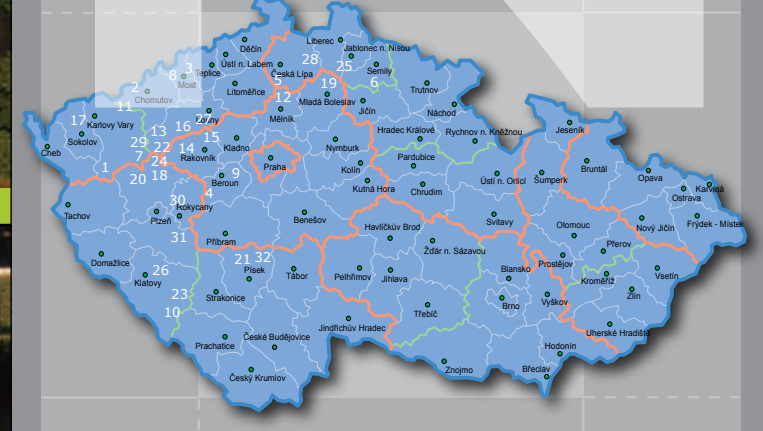 Děčín
Liberec
Jablonec n. Nisou
Ústí n. Labem
28
3
Teplice
8
Most
Česká Lípa
25
Semily
2
Chomutov
Litoměřice
5
19
6
Trutnov
11
12
Mladá Boleslav
Jičín
Náchod
17
Karlovy Vary
27
Mělník
13
16
Hradec Králové
Rychnov n. Kněžnou
Jeseník
Sokolov
29
15
Kladno
Nymburk
Cheb
22
14
Rakovník
7
24
Praha
Kolín
Pardubice
1
20
18
9
Beroun
Kutná Hora
Chrudim
Ústí n. Orlicí
Šumperk
Bruntál
Opava
Karviná
Ostrava
4
30
Rokycany
Tachov
Plzeň
Benešov
Svitavy
Havlíčkův Brod
Olomouc
Nový Jičín
Frýdek - Místek
31
Příbram
Žďár n. Sázavou
Přerov
Domažlice
21
32
Prostějov
26
Písek
Tábor
Pelhřimov
Jihlava
Blansko
Kroměříž
Vsetín
Klatovy
23
Strakonice
Vyškov
Zlín
10
Třebíč
Brno
Jindřichův Hradec
Uherské Hradiště
Prachatice
České Budějovice
Hodonín
Český Krumlov
Znojmo
Břeclav